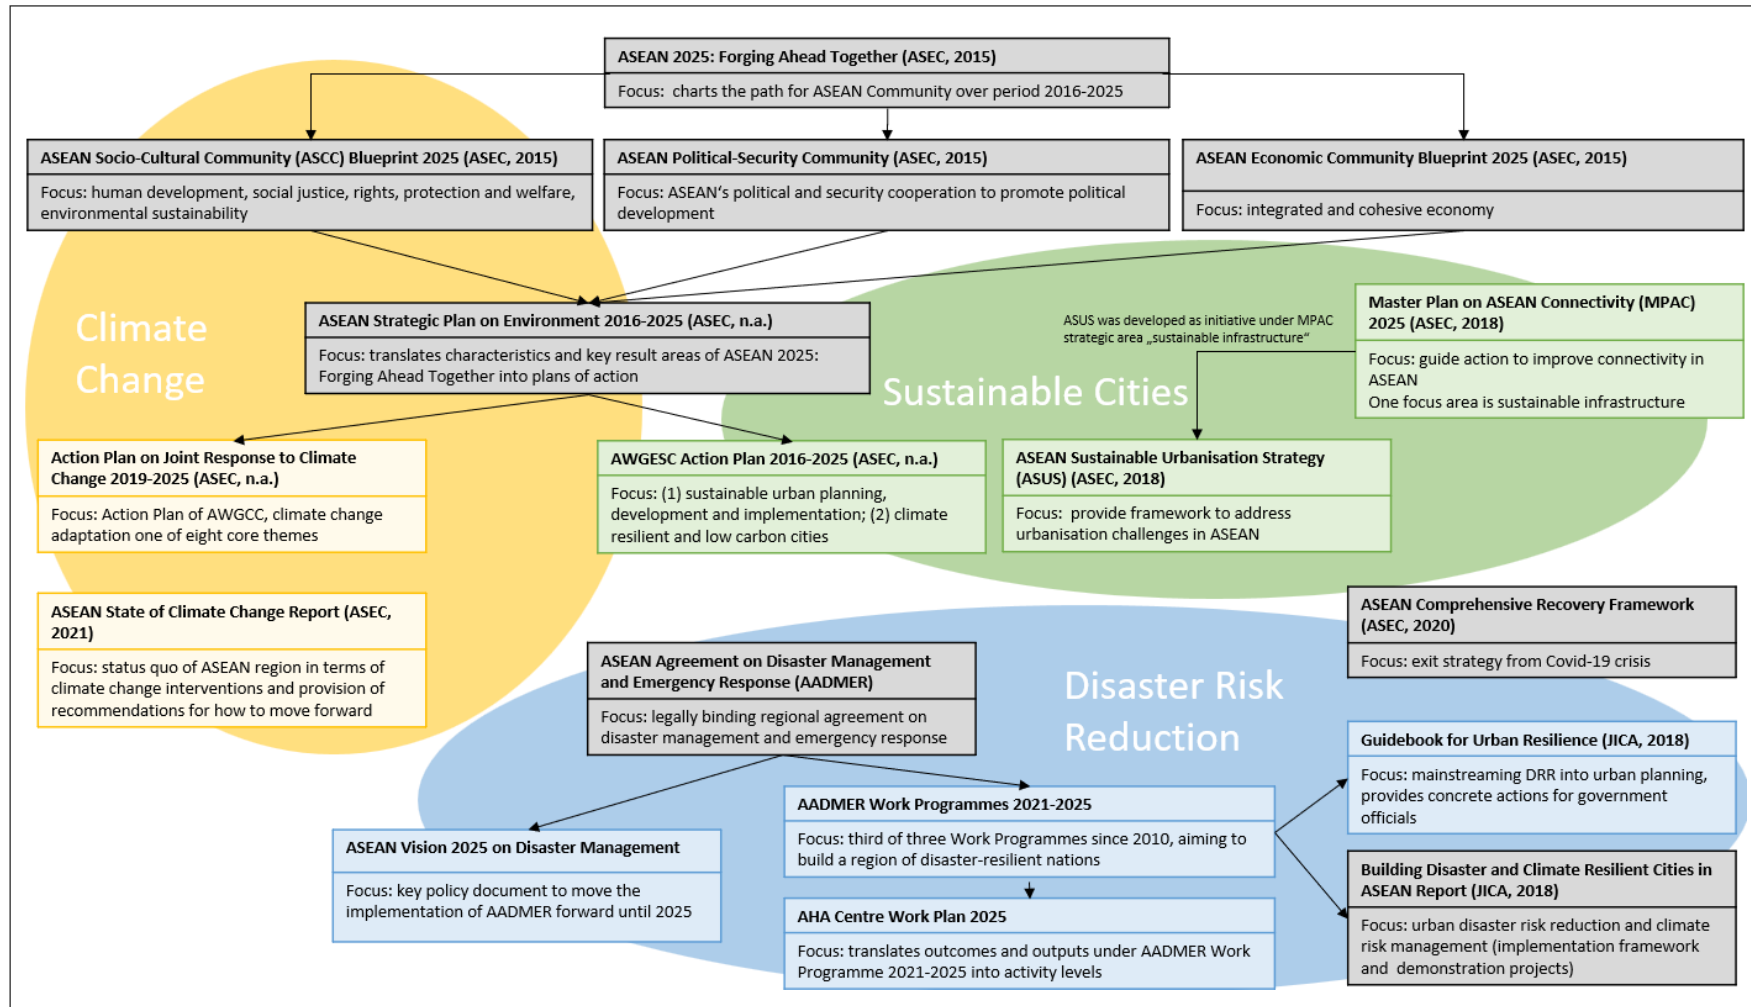 ASEAN 2025: Forging Ahead Together (ASEC, 2015)
Focus:  charts the path for ASEAN Community over period 2016-2025
ASEAN Socio-Cultural Community (ASCC) Blueprint 2025 (ASEC, 2015)
Focus: human development, social justice, rights, protection and welfare,
environmental sustainability
ASEAN Political-Security Community (ASEC, 2015)
Focus: ASEAN‘s political and security cooperation to promote political
development
ASEAN Economic Community Blueprint 2025 (ASEC, 2015)
Focus: integrated and cohesive economy
Climate
Change
ASEAN Strategic Plan on Environment 2016-2025 (ASEC, n.a.)
Focus: translates characteristics and key result areas of ASEAN 2025:
Forging Ahead Together into plans of action
Sustainable Cities
ASUS was developed as initiative under MPAC
strategic area „sustainable infrastructure“
Master Plan on ASEAN Connectivity (MPAC)
2025 (ASEC, 2018)
Focus: guide action to improve connectivity in
ASEAN
One focus area is sustainable infrastructure
Action Plan on Joint Response to Climate
Change 2019-2025 (ASEC, n.a.)
Focus: Action Plan of AWGCC, climate change
adaptation one of eight core themes
AWGESC Action Plan 2016-2025 (ASEC, n.a.)
Focus: (1) sustainable urban planning,
development and implementation; (2) climate
resilient and low carbon cities
ASEAN Sustainable Urbanisation Strategy
(ASUS) (ASEC, 2018)
Focus:  provide framework to address
urbanisation challenges in ASEAN
ASEAN State of Climate Change Report (ASEC,
2021)
Focus: status quo of ASEAN region in terms of
climate change interventions and provision of
recommendations for how to move forward
ASEAN Comprehensive Recovery Framework
(ASEC, 2020)
Focus: exit strategy from Covid-19 crisis
Disaster Risk
Reduction
ASEAN Agreement on Disaster Management
and Emergency Response (AADMER)
Focus: legally binding regional agreement on
disaster management and emergency response
Guidebook for Urban Resilience (JICA, 2018)
Focus: mainstreaming DRR into urban planning,
provides concrete actions for government
officials
AADMER Work Programmes 2021-2025
Focus: third of three Work Programmes since 2010, aiming to
build a region of disaster-resilient nations
ASEAN Vision 2025 on Disaster Management
Focus: key policy document to move the
implementation of AADMER forward until 2025
Building Disaster and Climate Resilient Cities in
ASEAN Report (JICA, 2018)
Focus: urban disaster risk reduction and climate
risk management (implementation framework
and  demonstration projects)
AHA Centre Work Plan 2025
Focus: translates outcomes and outputs under AADMER Work
Programme 2021-2025 into activity levels